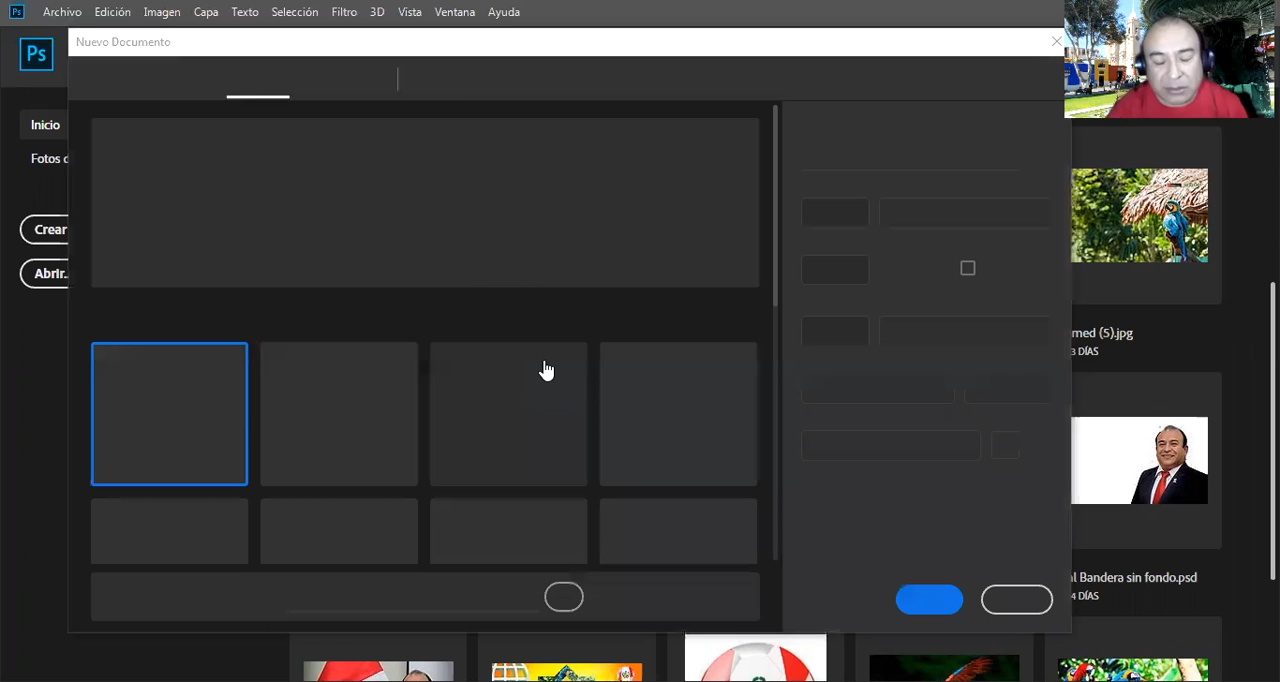 Ps Archivo Edición Imagen Capa Texto Selección Filtro 3D Vista Ventana Ayuda
Nuevo Documento
Ps
Inicio
Fotos d
Crear
Abrir..
med (5).jpg
3 DÍAS
l Bandera sin fondo.psd
4 DÍAS